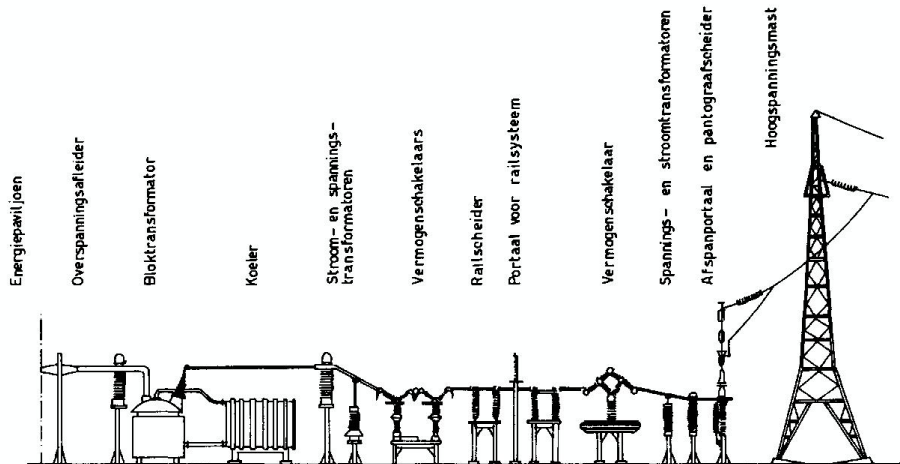 Energiepaviljoen
Overspanningsafleider
Bloktransformator
Koeler
Stroom- en spannings-
transformatoren
Vermogenschakelaars
Railscheider
Portaal voor railsysteem
Vermogenschakelaar
Spannings- en stroomtransformatoren
Afspanportaal en pantograafscheider
Hoogspanningsmast